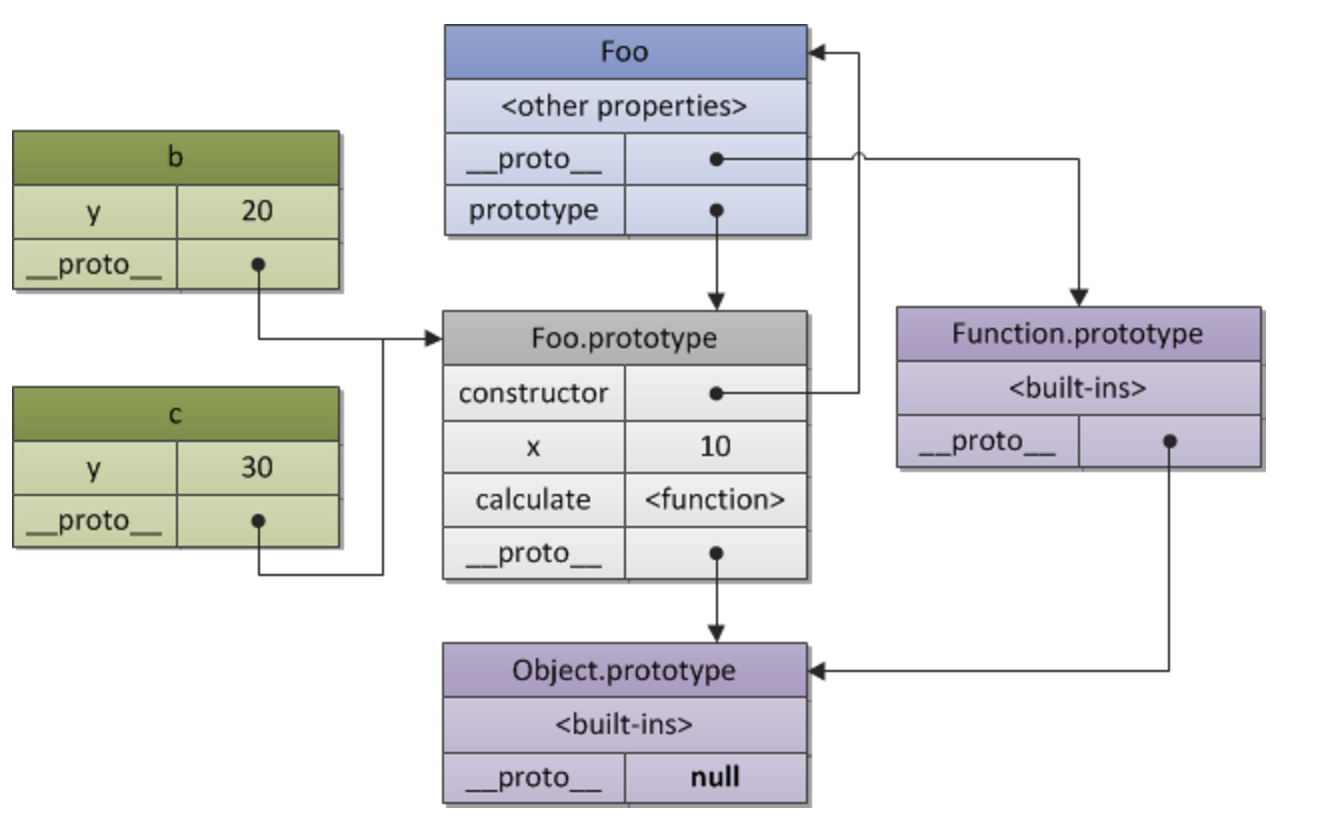 Foo
<other properties>
__proto__
prototype
b
y 20
__proto__
c
y 30
__proto__
Foo.prototype
constructor
x 10
calculate <function>
__proto__
Function.prototype
<built-ins>
__proto__
Object.prototype
<built-ins>
__proto__ null